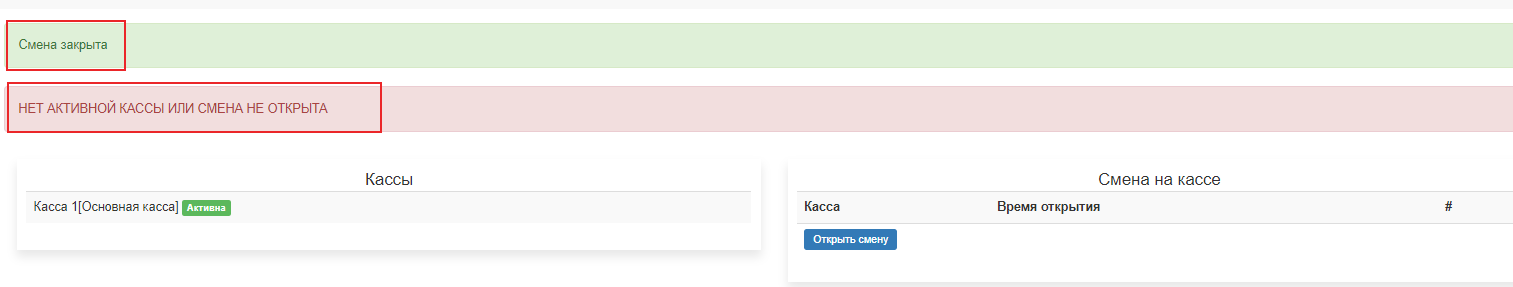 Смена закрыта
НЕТ АКТИВНОЙ КАССЫ ИЛИ СМЕНА НЕ ОТКРЫТА
Кассы
Касса 1[Основная касса] Активна
Смена на кассе
Касса Время открытия #
Открыть смену